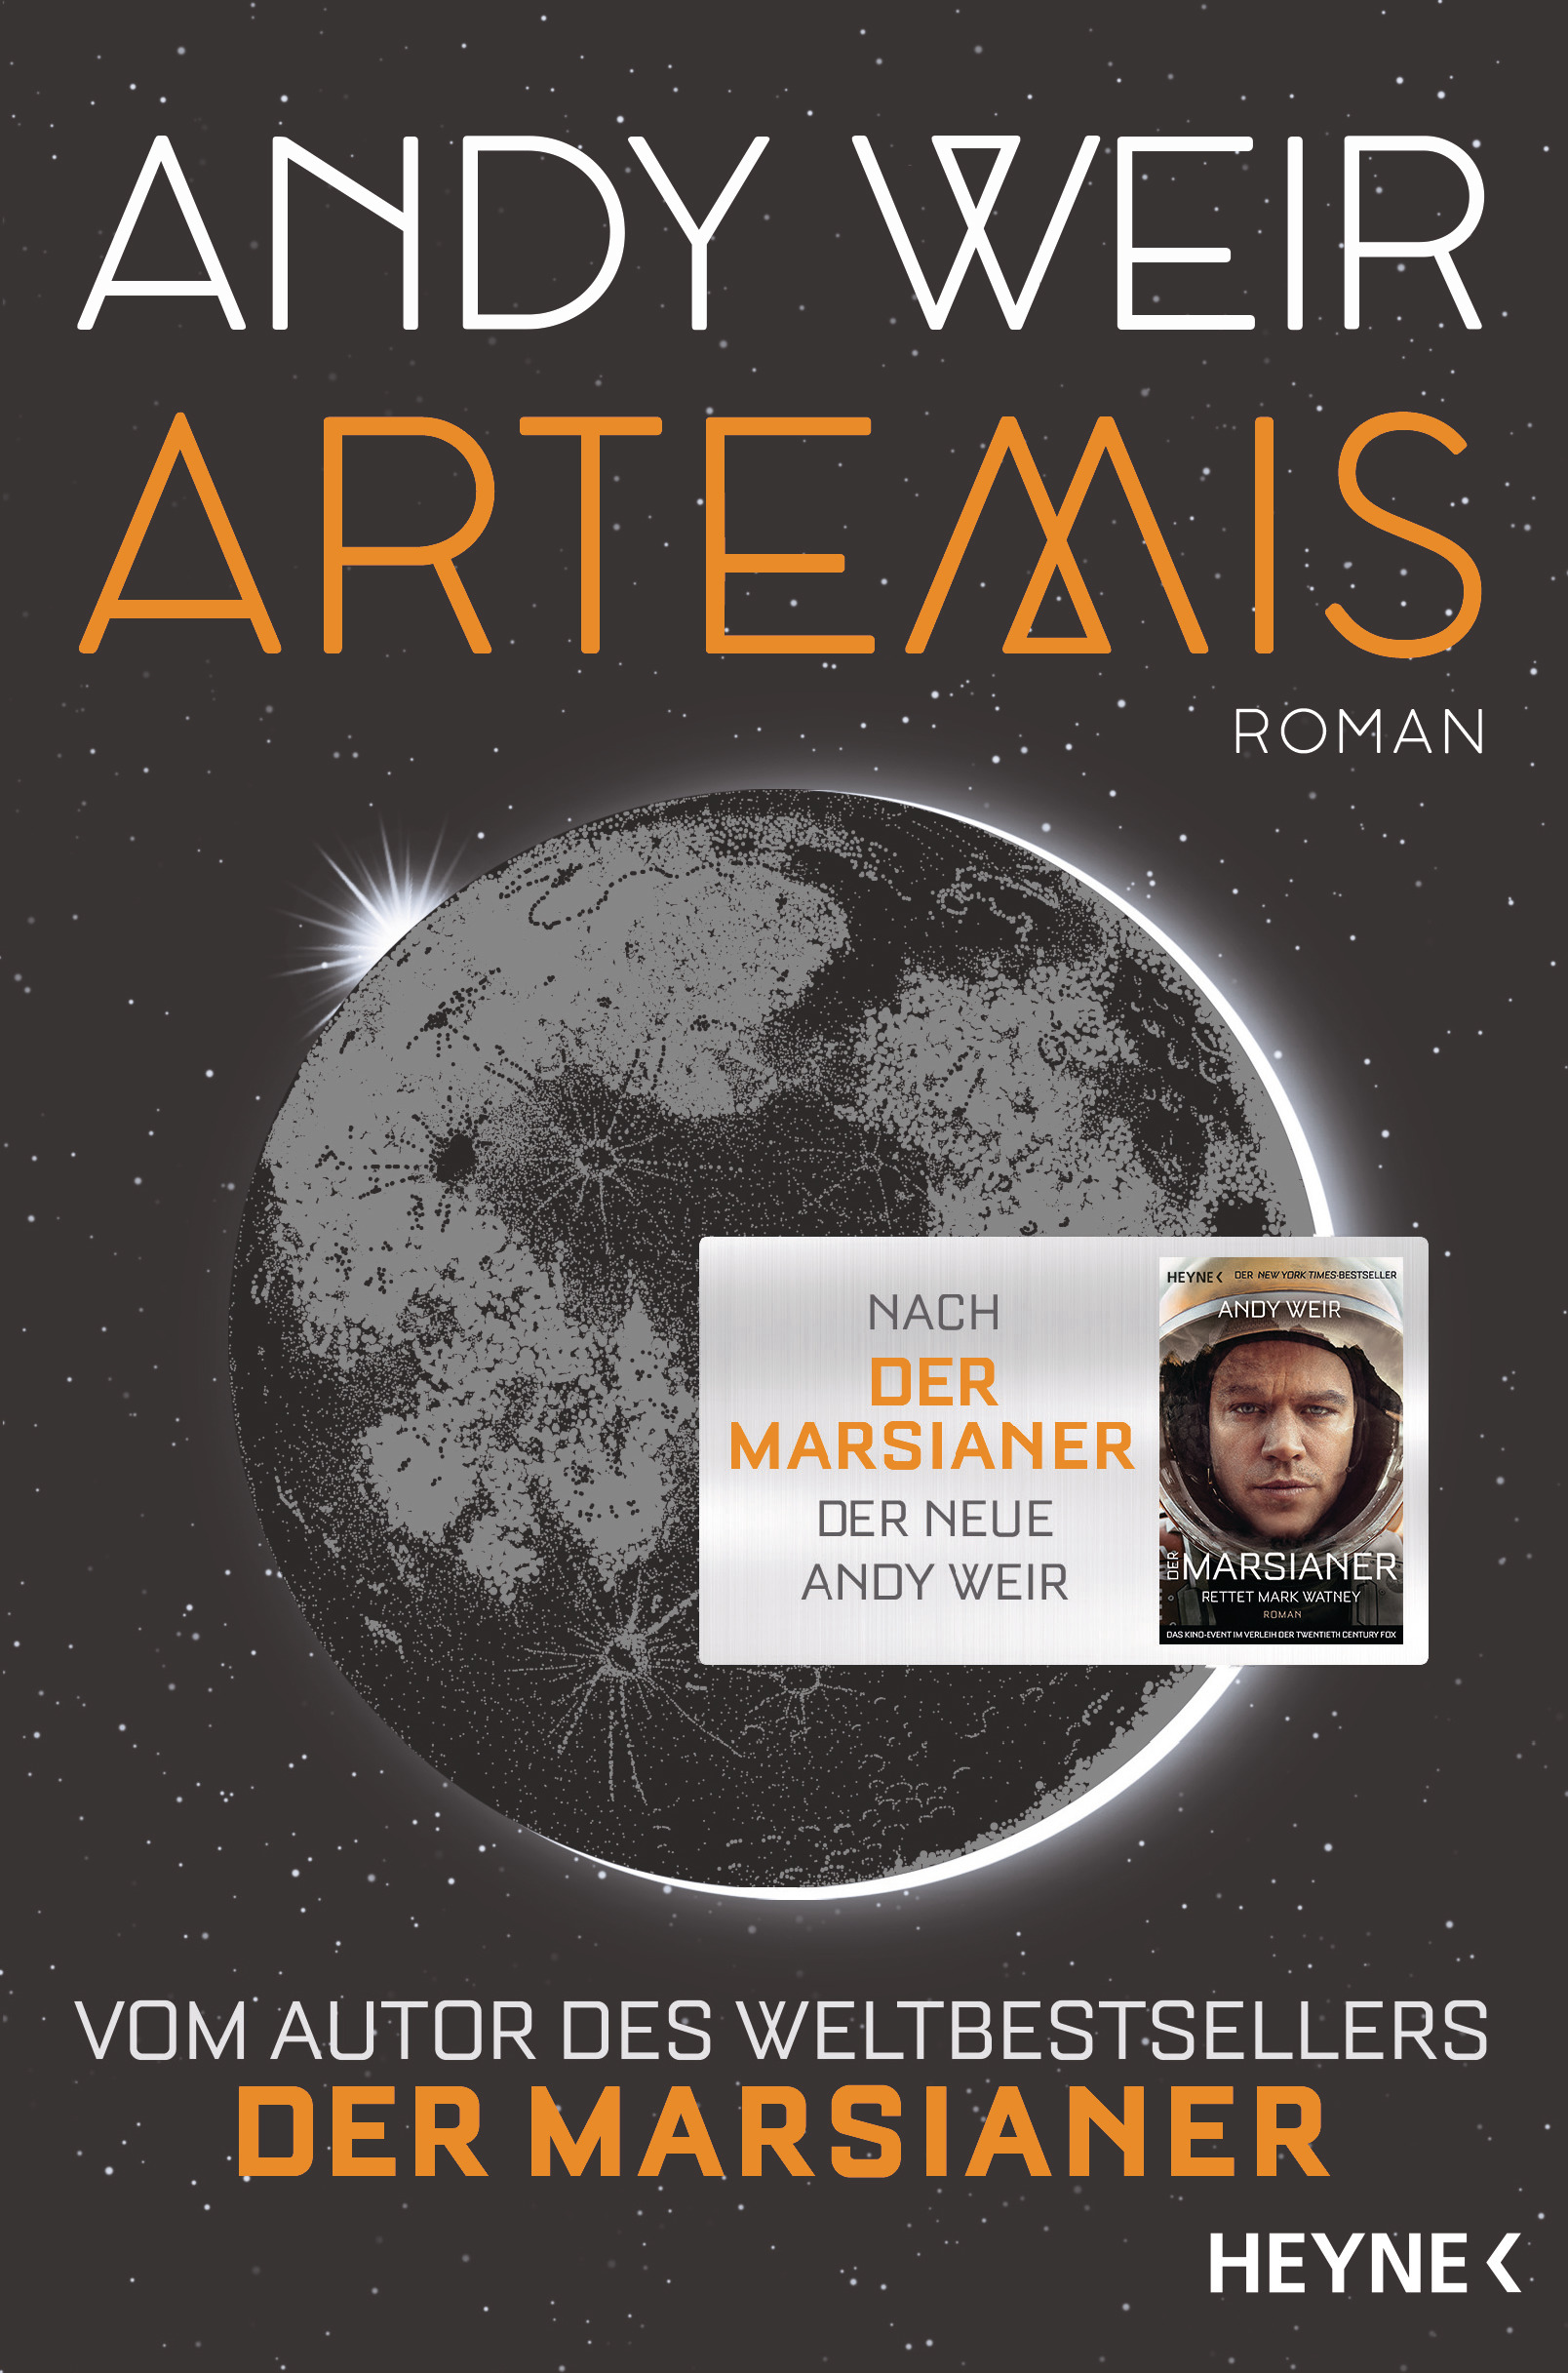 ANDY WEIR
ARTEMIS
ROMAN
NACH
DER
MARSIANER
DER NEUE
ANDY WEIR
HEYNE
DER NEW YORK TIMES-BESTSELLER
ANDY WEIR
DER MARSIANER
RETTET MARK WATNEY
ROMAN
DAS KINO-EVENT IM VERLEIH DER TWENTIETH CENTURY FOX
VOM AUTOR DES WELTBESTSELLERS
DER MARSIANER
HEYNE